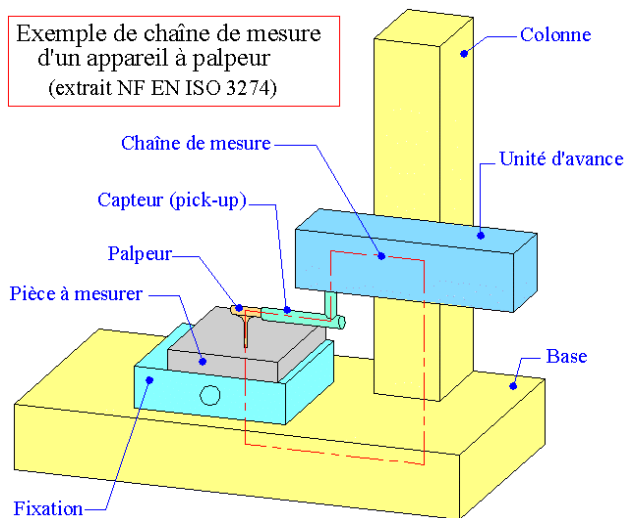 Exemple de chaîne de mesure
d'un appareil à palpeur
(extrait NF EN ISO 3274)
Colonne
Chaîne de mesure
Unité d'avance
Capteur (pick-up)
Palpeur
Pièce à mesurer
Base
Fixation